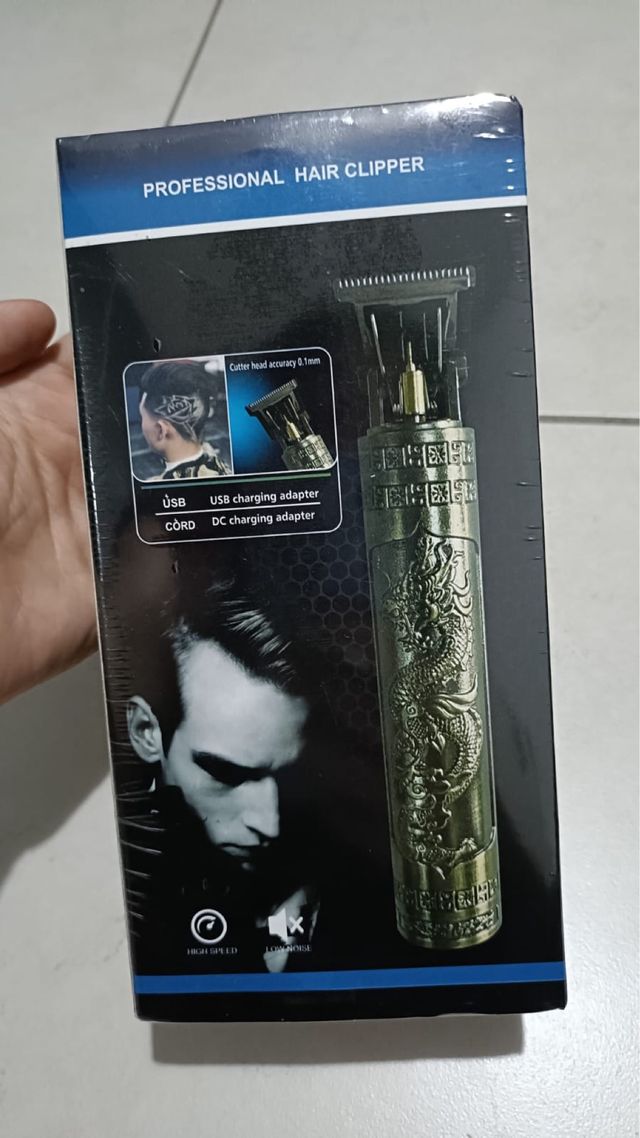 PROFESSIONAL HAIR CLIPPER
Cutter head accuracy 0.1mm
USB USB charging adapter
CORD DC charging adapter
HIGH SPEED
LOW NOISE